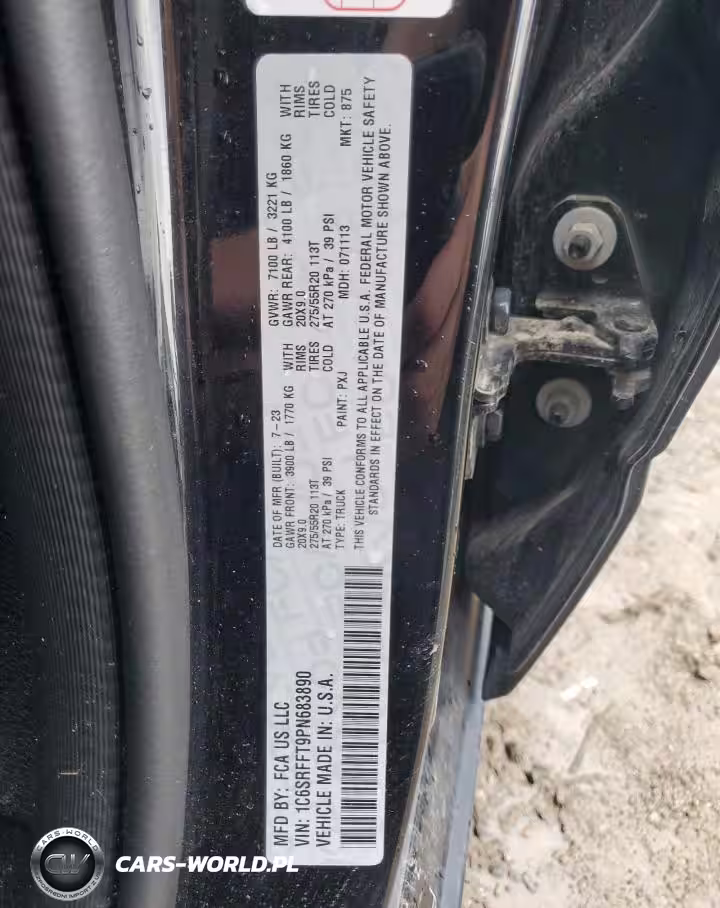 MFD BY: FCA US LLC
VIN: 1C6SRFFT9PN683890
VEHICLE MADE IN: U.S.A.
DATE OF MFR (BUILT): 7-23 GVWR: 7100 LB / 3221 KG
GAWR FRONT: 3900 LB / 1770 KG WITH GAWR REAR: 4100 LB / 1860 KG WITH
20X9.0 RIMS 20X9.0 RIMS
275/55R20 113T TIRES 275/55R20 113T TIRES
AT 270 kPa / 39 PSI COLD AT 270 kPa / 39 PSI COLD
TYPE: TRUCK PAINT: PXJ MDH: 071113 MKT: 875
THIS VEHICLE CONFORMS TO ALL APPLICABLE U.S.A. FEDERAL MOTOR VEHICLE SAFETY
STANDARDS IN EFFECT ON THE DATE OF MANUFACTURE SHOWN ABOVE.
CARS-WORLD
CW
CARS-WORLD.PL